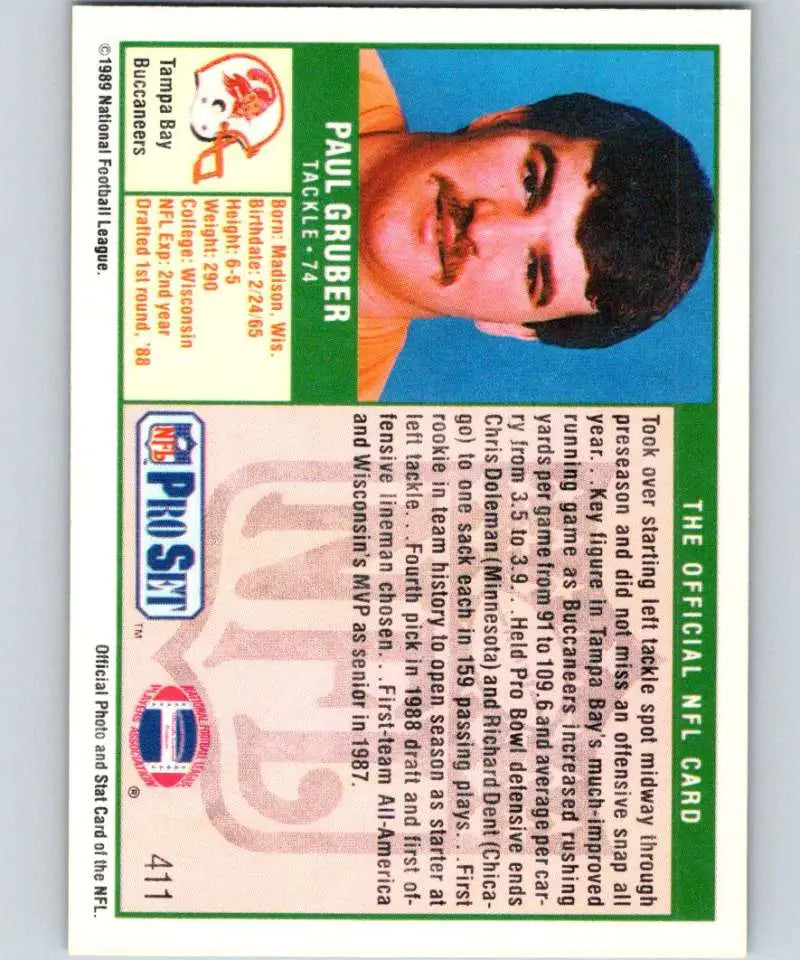 THE OFFICIAL NFL CARD
PAUL GRUBER
TACKLE • 74
Tampa Bay
Buccaneers
Born: Madison, Wis.
Birthdate: 2/24/65
Height: 6-5
Weight: 290
College: Wisconsin
NFL Exp: 2nd year
Drafted 1st round, '88
Took over starting left tackle spot midway through
preseason and did not miss an offensive snap all
year. . .Key figure in Tampa Bay's much-improved
running game as Buccaneers increased rushing
yards per game from 91 to 109.6 and average per car-
ry from 3.5 to 3.9. . .Held Pro Bowl defensive ends
Chris Doleman (Minnesota) and Richard Dent (Chica-
go) to one sack each in 159 passing plays. . .First
rookie in team history to open season as starter at
left tackle. . .Fourth pick in 1988 draft and first of-
fensive lineman chosen. . .First-team All-America
and Wisconsin's MVP as senior in 1987.
NFL
NFL
PRO SET
TM
NATIONAL FOOTBALL LEAGUE
PLAYERS ASSOCIATION
®
411
©1989 National Football League.
Official Photo and Stat Card of the NFL.